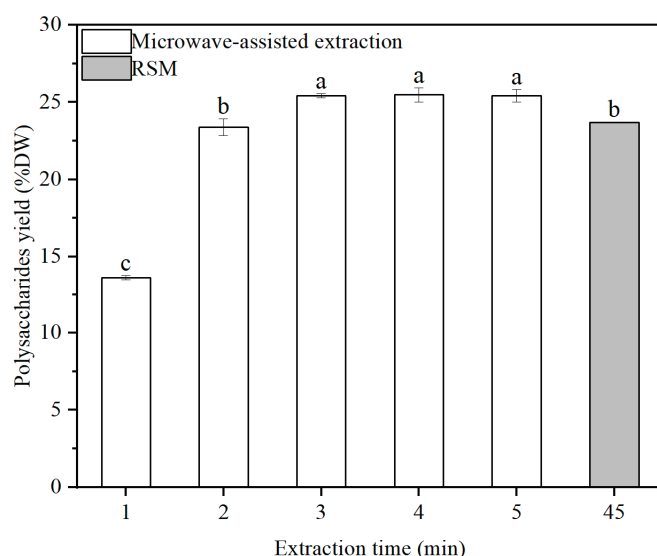 Microwave-assisted extraction
RSM
Polysaccharides yield (%DW)
30
25
20
15
10
5
0
c
b
a
a
a
b
1 2 3 4 5 45
Extraction time (min)